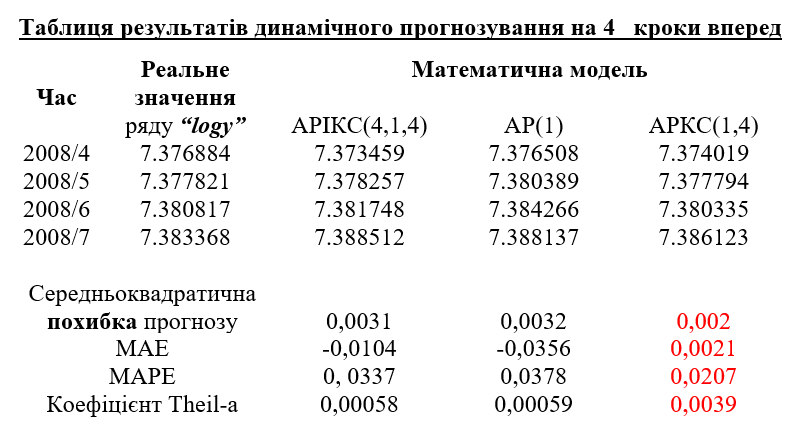 Таблиця результатів динамічного прогнозування на 4 кроки вперед
Час Реальне значення ряду “logy” Математична модель
АРІКС(4,1,4) АР(1) АРКС(1,4)
2008/4 7.376884 7.373459 7.376508 7.374019
2008/5 7.377821 7.378257 7.380389 7.377794
2008/6 7.380817 7.381748 7.384266 7.380335
2008/7 7.383368 7.388512 7.388137 7.386123
Середньоквадратична
похибка прогнозу 0,0031 0,0032 0,002
MAE -0,0104 -0,0356 0,0021
MAPE 0, 0337 0,0378 0,0207
Коефіцієнт Theil-а 0,00058 0,00059 0,0039